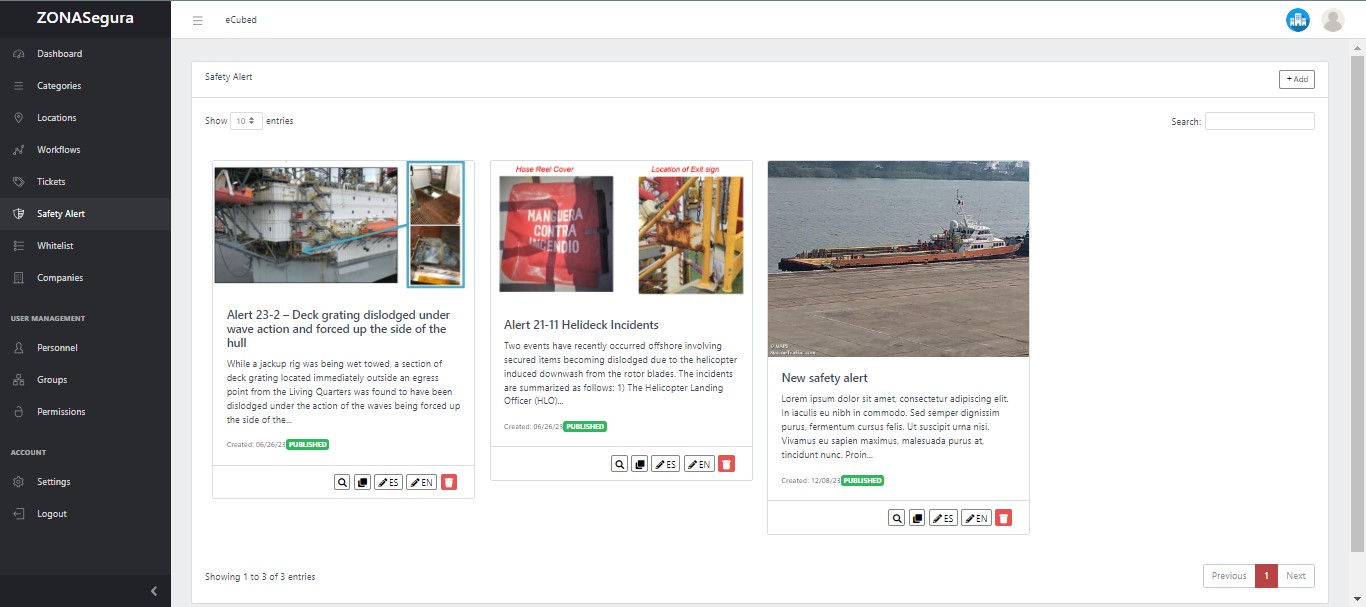 ZONASegura
eCubed
Dashboard
Categories
Locations
Workflows
Tickets
Safety Alert
Whitelist
Companies
USER MANAGEMENT
Personnel
Groups
Permissions
ACCOUNT
Settings
Logout
Safety Alert
+ Add
Show 10 entries
Search:
Alert 23-2 – Deck grating dislodged under
wave action and forced up the side of the
hull
While a jackup rig was being wet towed, a section of
deck grating located immediately outside an egress
point from the Living Quarters was found to have been
dislodged under the action of the waves being forced up
the side of the...
Created: 06/26/23 PUBLISHED
ES EN
Hose Reel Cover
Location of Exit sign
MANGUERA
CONTRA
INCENDIO
Alert 21-11 Helideck Incidents
Two events have recently occurred offshore involving
secured items becoming dislodged due to the helicopter
induced downwash from the rotor blades. The incidents
are summarized as follows: 1) The Helicopter Landing
Officer (HLO)...
Created: 06/26/23 PUBLISHED
ES EN
© MAPS
MarineTraffic.com
New safety alert
Lorem ipsum dolor sit amet, consectetur adipiscing elit.
In iaculis eu nibh in commodo. Sed semper dignissim
purus, fermentum cursus felis. Ut suscipit urna nisi.
Vivamus eu sapien maximus, malesuada purus at,
tincidunt nunc. Proin...
Created: 12/08/23 PUBLISHED
ES EN
Showing 1 to 3 of 3 entries
Previous 1 Next